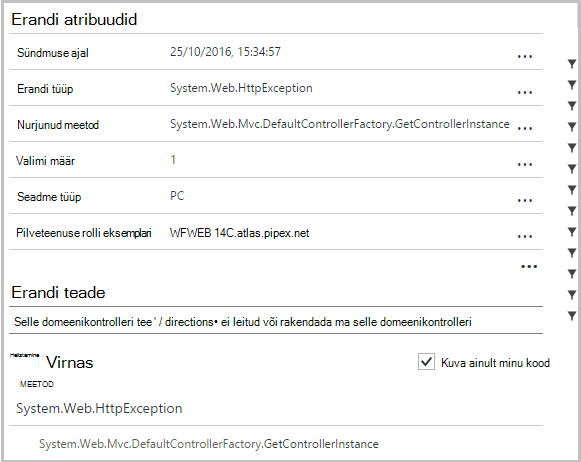 Erandi atribuudid
Sündmuse ajal 25/10/2016, 15:34:57 ...
Erandi tüüp System.Web.HttpException ...
Nurjunud meetod System.Web.Mvc.DefaultControllerFactory.GetControllerInstance ...
Valimi määr 1 ...
Seadme tüüp PC ...
Pilveteenuse rolli eksemplari WFWEB 14C.atlas.pipex.net ...
...
Erandi teade
Selle domeenikontrolleri tee ' / directions• ei leitud või rakendada ma selle domeenikontrolleri
Helistamine Virnas Kuva ainult minu kood
MEETOD
System.Web.HttpException
System.Web.Mvc.DefaultControllerFactory.GetControllerInstance